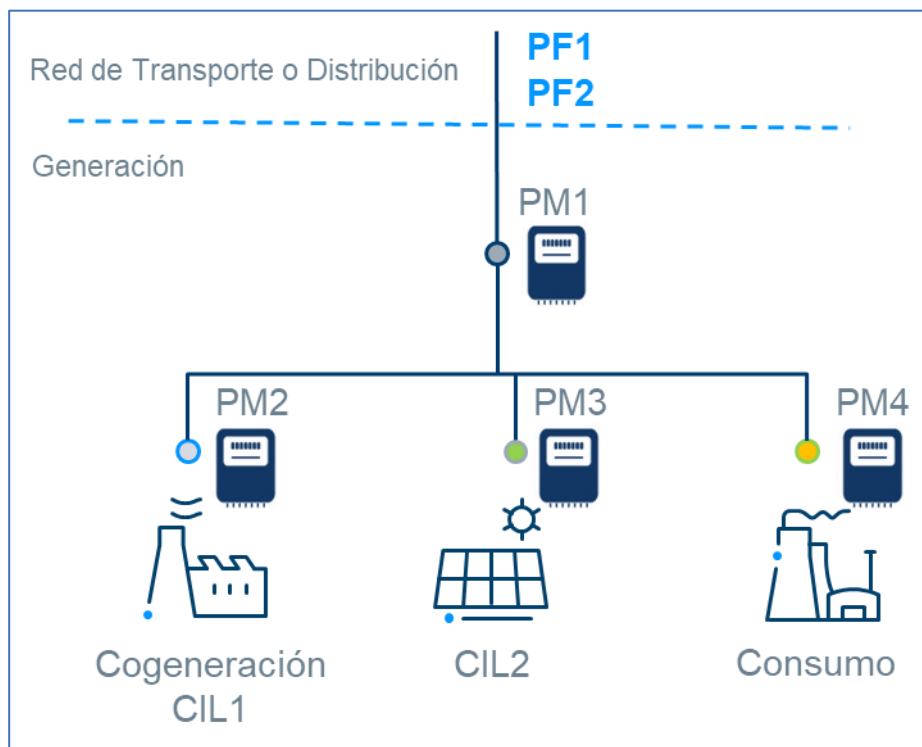 PF1
Red de Transporte o Distribución
PF2
Generación
PM1
PM2
PM3
PM4
Cogeneración
CIL1
CIL2
Consumo